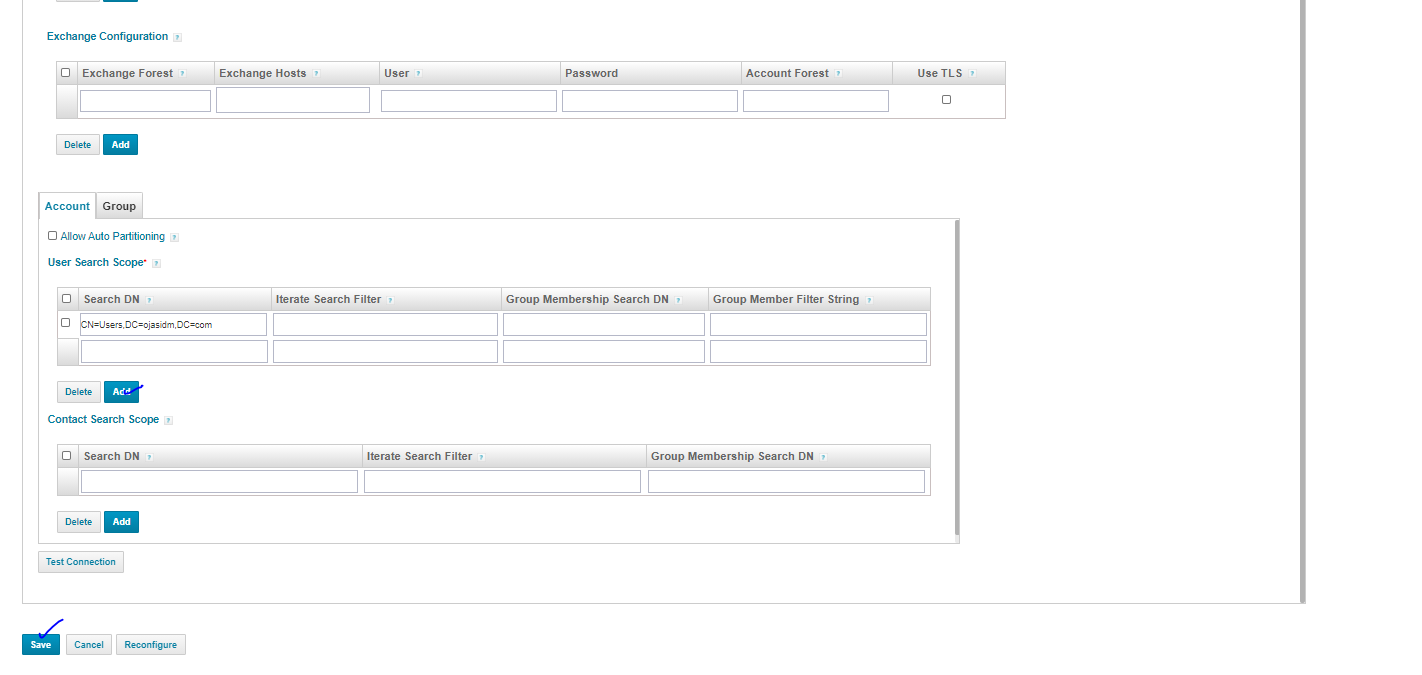 Exchange Configuration ?
Exchange Forest ? Exchange Hosts ? User ? Password Account Forest ? Use TLS ?
Delete Add
Account Group
Allow Auto Partitioning ?
User Search Scope* ?
Search DN ? Iterate Search Filter ? Group Membership Search DN ? Group Member Filter String ?
CN=Users,DC=ojasidm,DC=com
Delete Add
Contact Search Scope ?
Search DN ? Iterate Search Filter ? Group Membership Search DN ?
Delete Add
Test Connection
Save Cancel Reconfigure